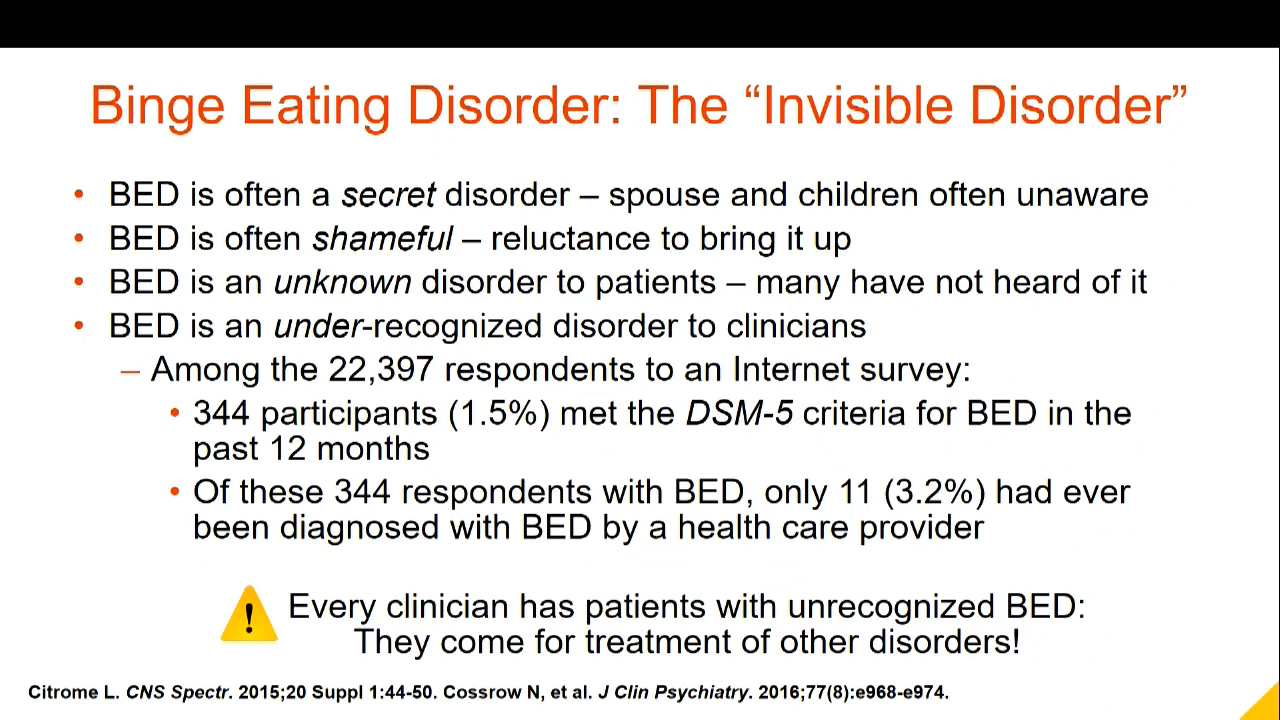 Binge Eating Disorder: The “Invisible Disorder”
• BED is often a secret disorder – spouse and children often unaware
• BED is often shameful – reluctance to bring it up
• BED is an unknown disorder to patients – many have not heard of it
• BED is an under-recognized disorder to clinicians
– Among the 22,397 respondents to an Internet survey:
• 344 participants (1.5%) met the DSM-5 criteria for BED in the
past 12 months
• Of these 344 respondents with BED, only 11 (3.2%) had ever
been diagnosed with BED by a health care provider
! Every clinician has patients with unrecognized BED:
They come for treatment of other disorders!
Citrome L. CNS Spectr. 2015;20 Suppl 1:44-50. Cossrow N, et al. J Clin Psychiatry. 2016;77(8):e968-e974.